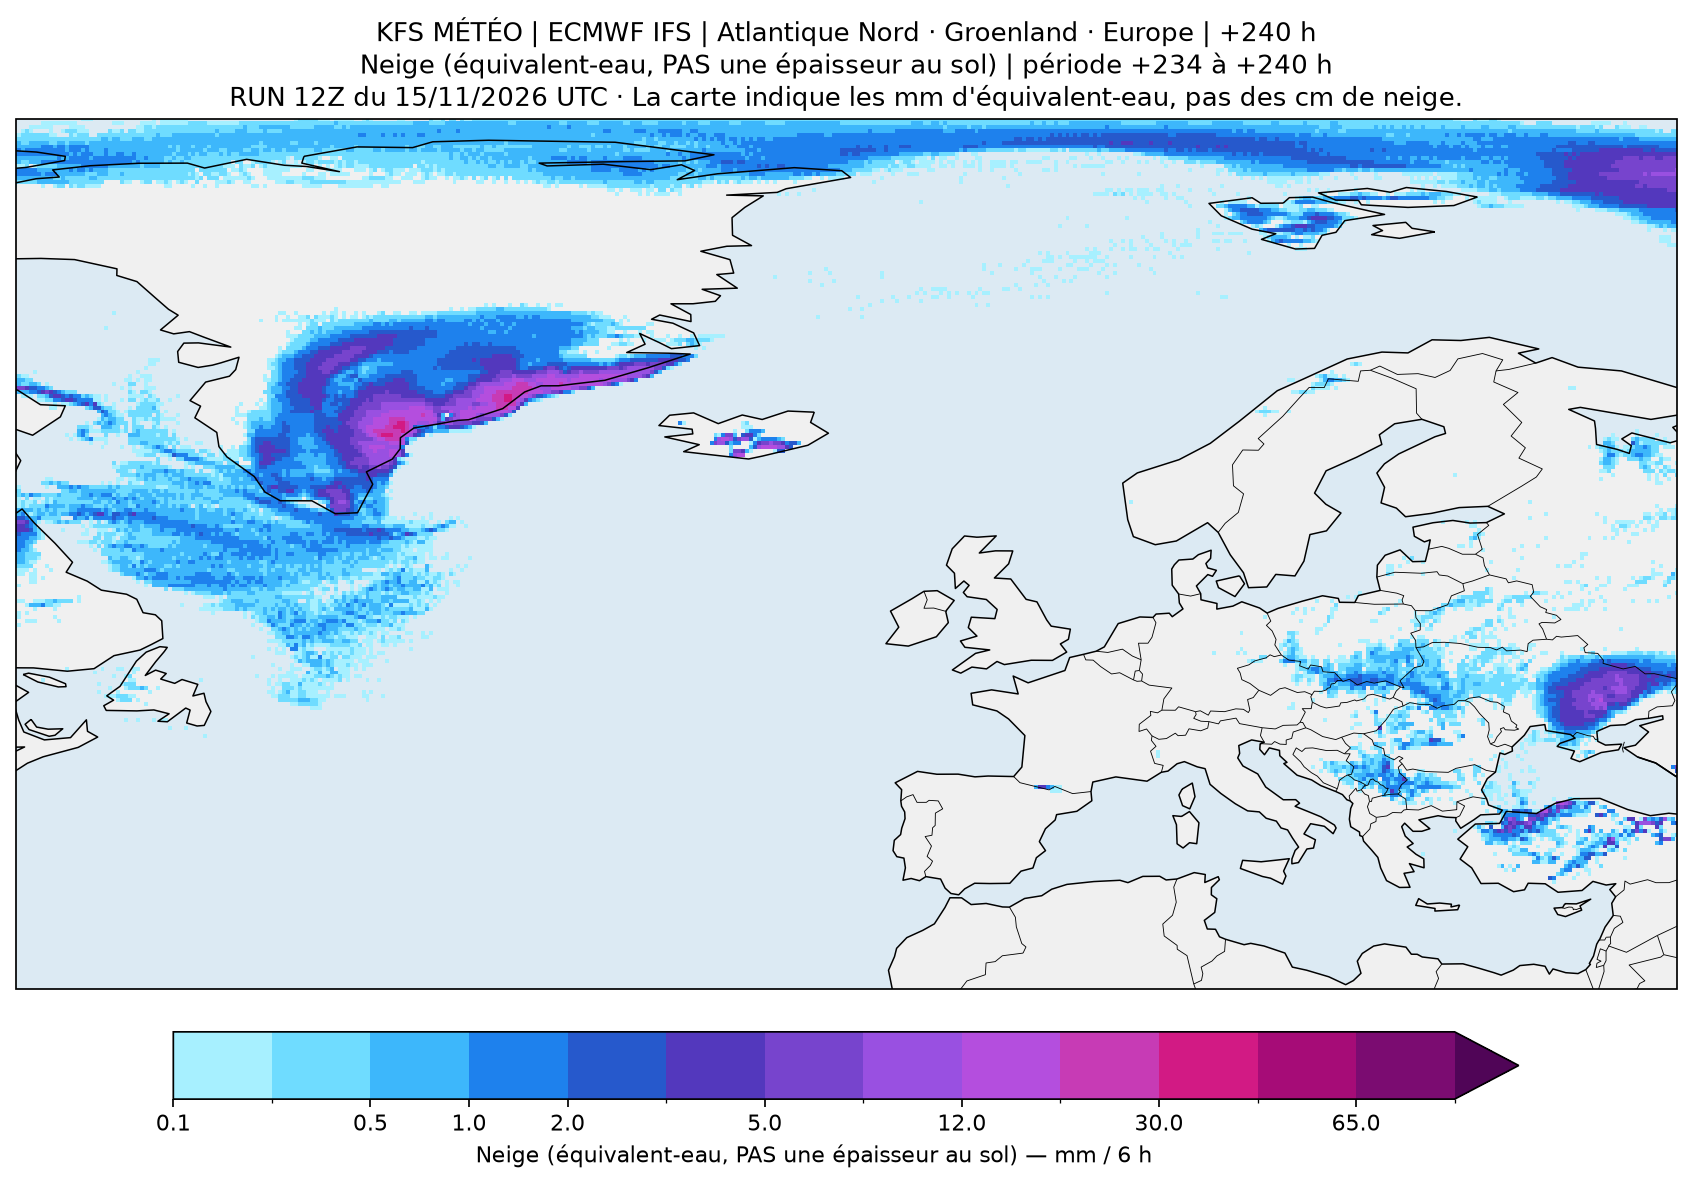 KFS MÉTÉO | ECMWF IFS | Atlantique Nord · Groenland · Europe | +240 h
Neige (équivalent-eau, PAS une épaisseur au sol) | période +234 à +240 h
RUN 12Z du 15/11/2026 UTC · La carte indique les mm d'équivalent-eau, pas des cm de neige.
0.1 0.5 1.0 2.0 5.0 12.0 30.0 65.0
Neige (équivalent-eau, PAS une épaisseur au sol) — mm / 6 h